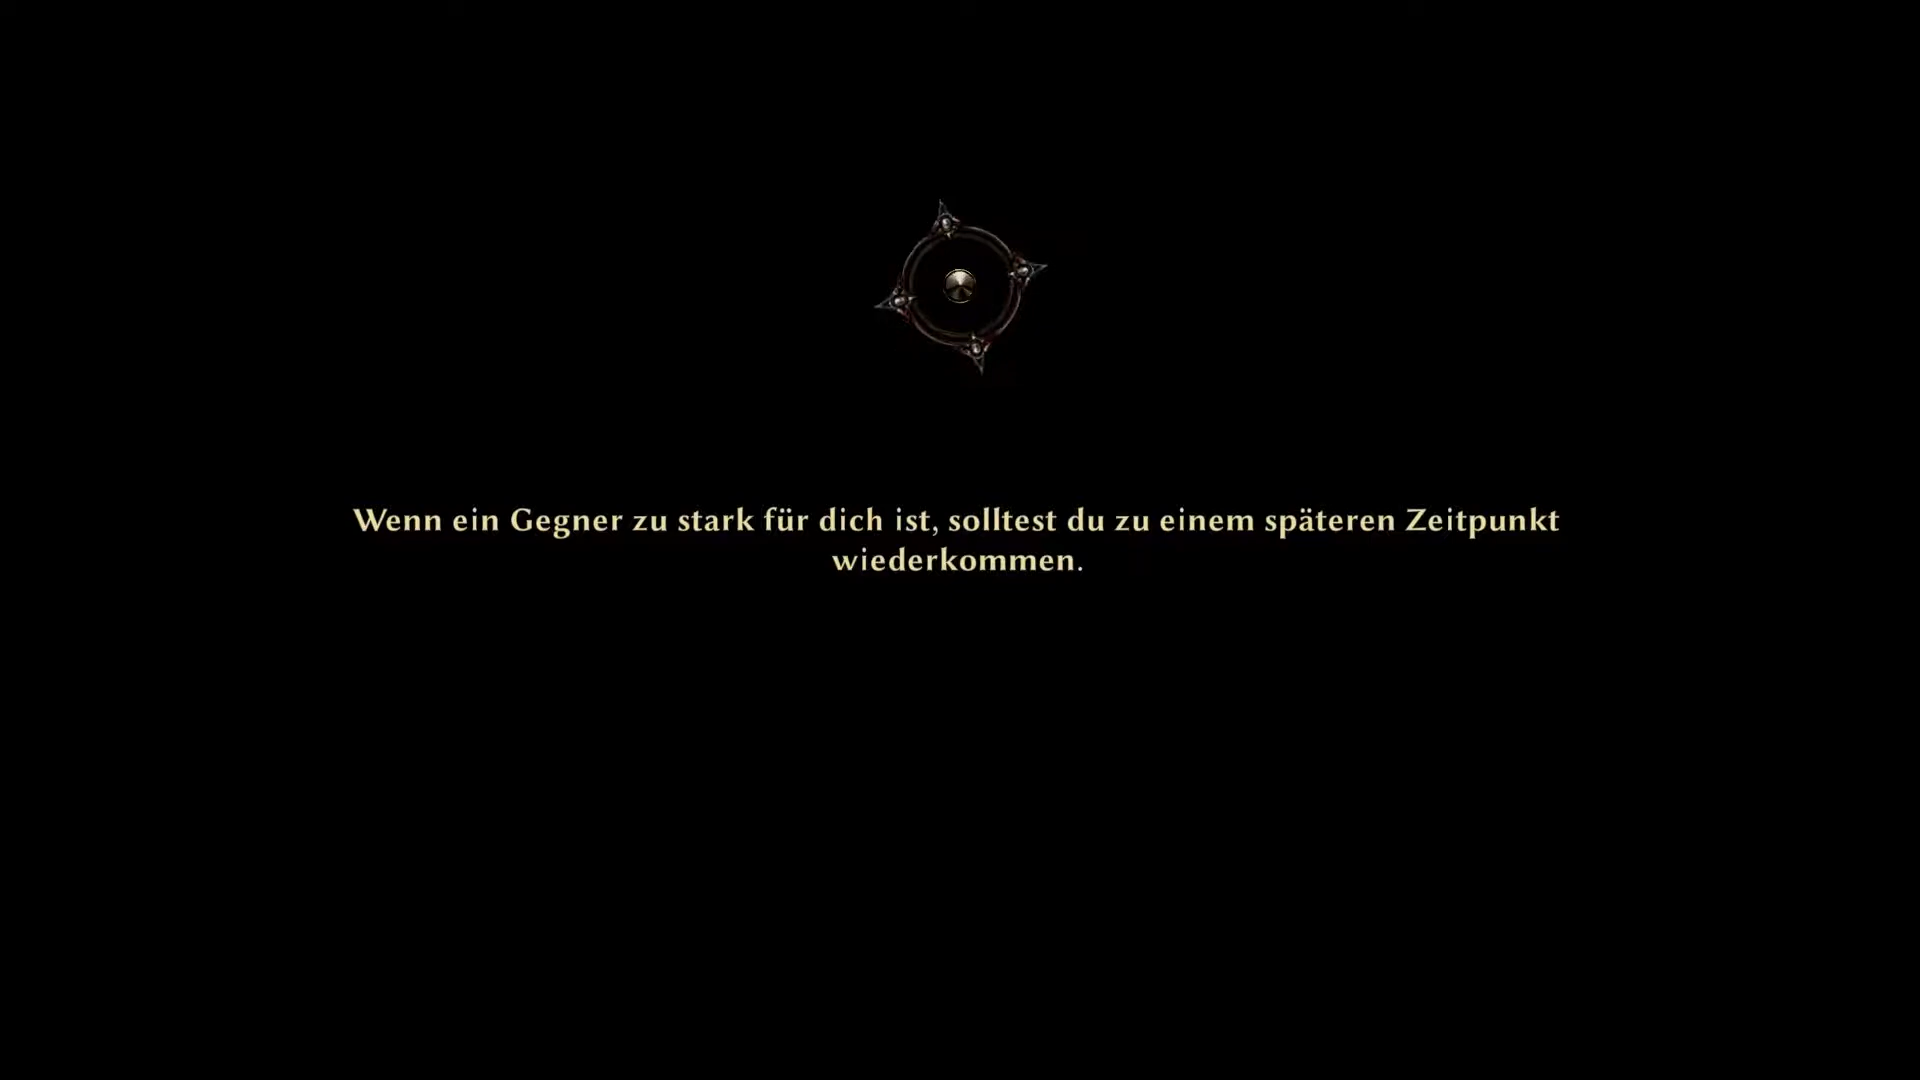 Wenn ein Gegner zu stark für dich ist, solltest du zu einem späteren Zeitpunkt
wiederkommen.